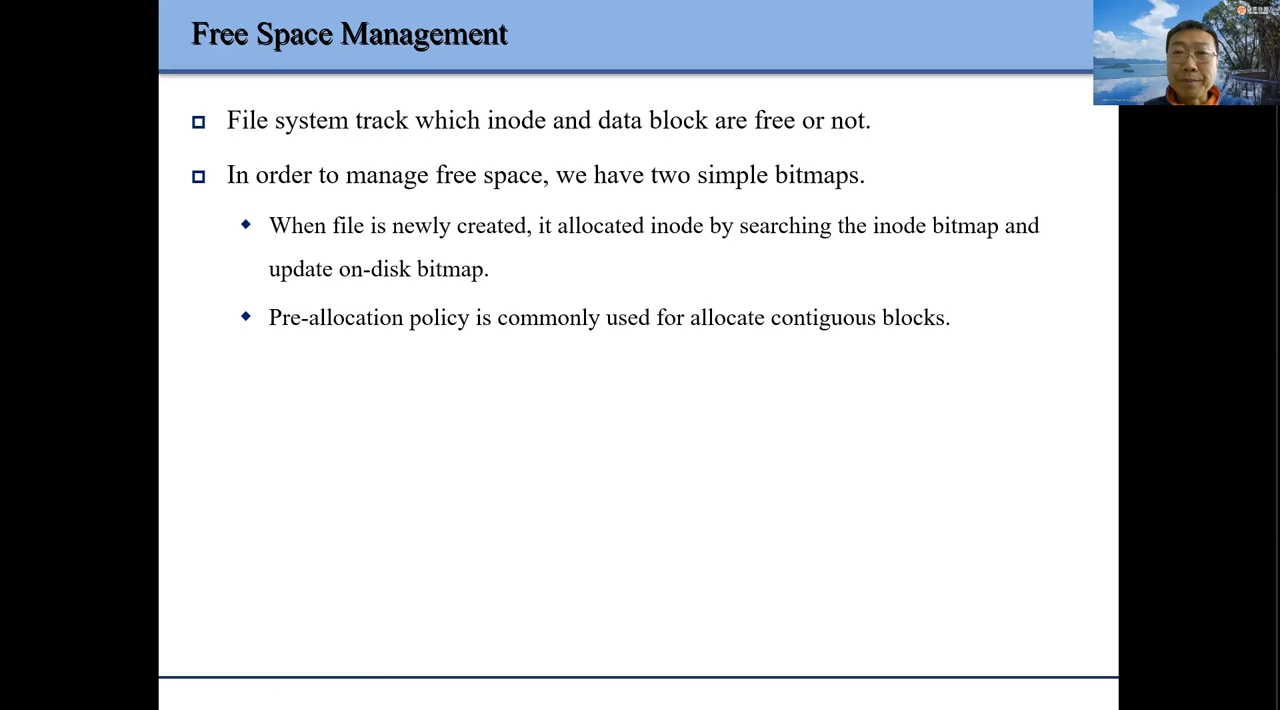 Free Space Management
File system track which inode and data block are free or not.
In order to manage free space, we have two simple bitmaps.
When file is newly created, it allocated inode by searching the inode bitmap and
update on-disk bitmap.
Pre-allocation policy is commonly used for allocate contiguous blocks.